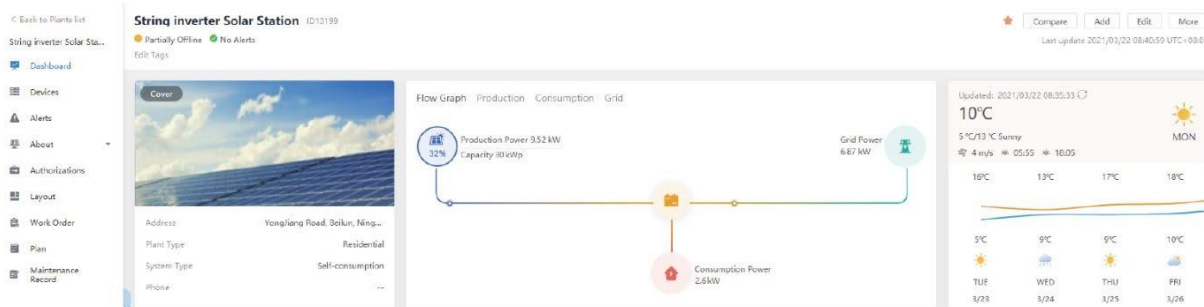 < Back to Plants list
String inverter Solar Sta...
Dashboard
Devices
Alerts
About
Authorizations
Layout
Work Order
Plan
Maintenance
Record
String inverter Solar Station ID13199
Partially Offline No Alerts
Edit Tags
Compare Add Edit More
Last update 2021/03/22 08:40:59 UTC+08:0
Cover
Address YongJiang Road, Beilun, Ning...
Plant Type Residential
System Type Self-consumption
Phone --
Flow Graph Production Consumption Grid
32%
Production Power 9.52 kW
Capacity 30 kWp
Grid Power
6.87 kW
Consumption Power
2.6 kW
Updated: 2021/03/22 08:35:33
10°C
5 °C/13 °C Sunny
MON
4 m/s 05:55 18:05
16°C 13°C 17°C 18°C
5°C 9°C 9°C 10°C
TUE WED THU FRI
3/23 3/24 3/25 3/26